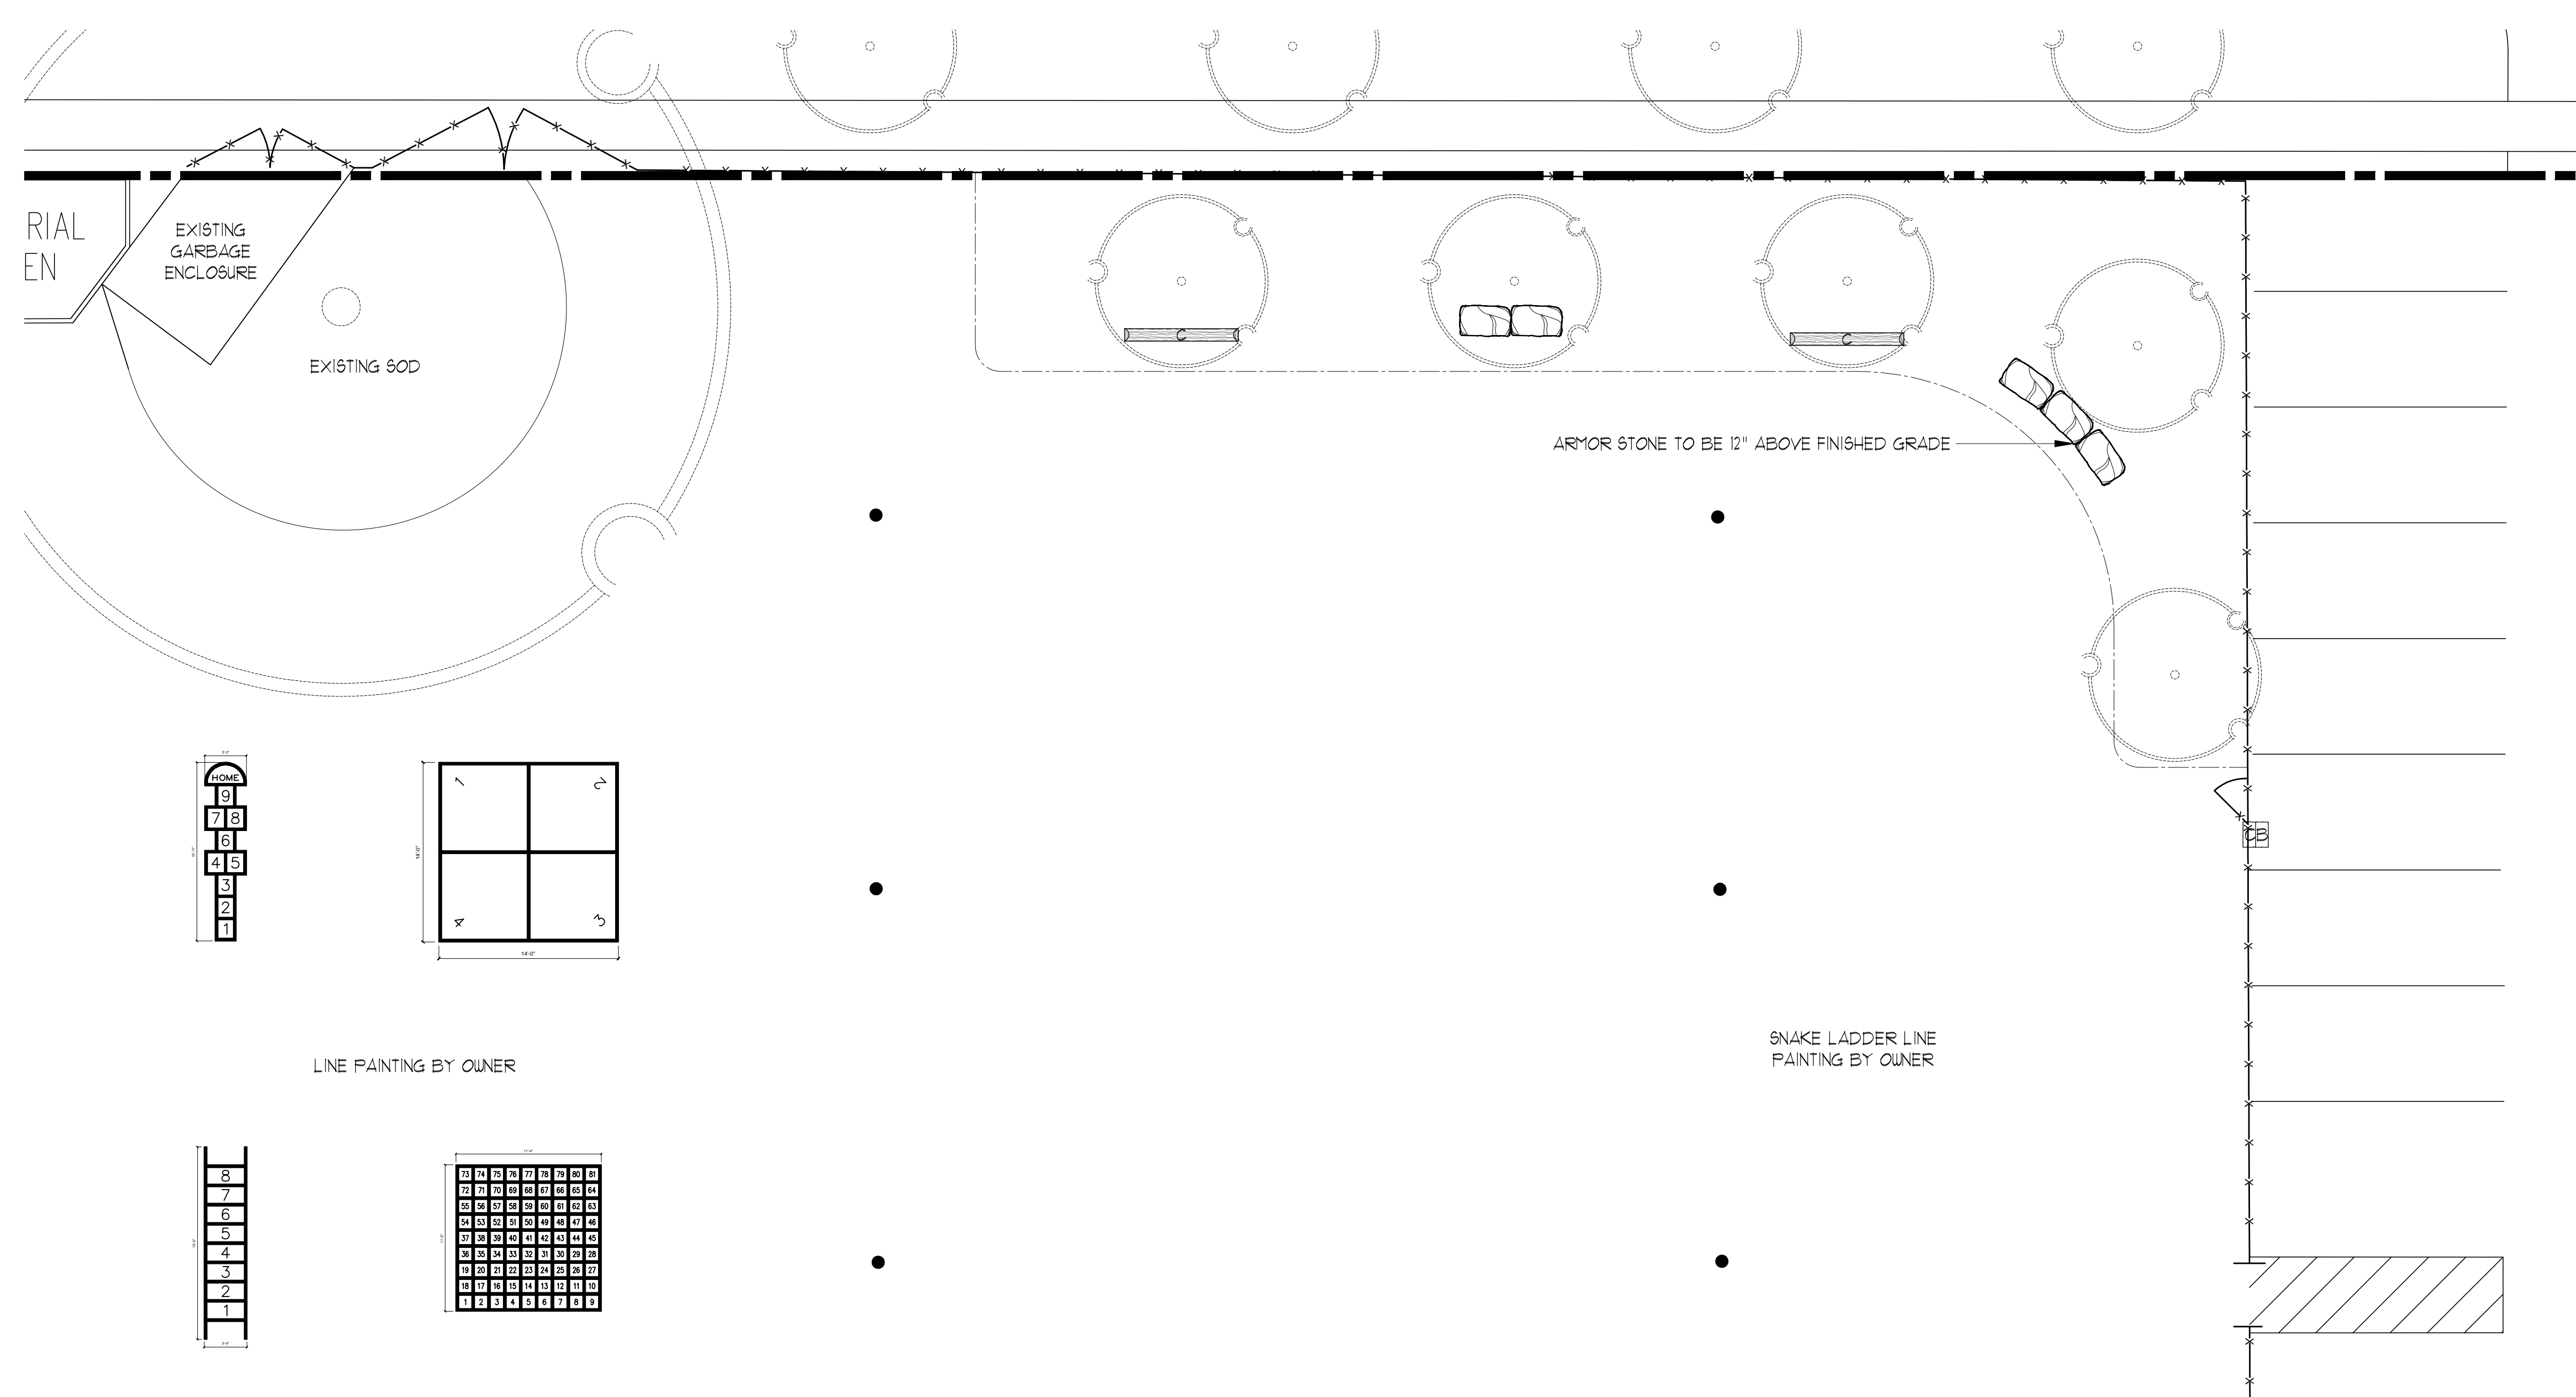 RIAL
EN
EXISTING
GARBAGE
ENCLOSURE
EXISTING SOD
C
C
ARMOR STONE TO BE 12" ABOVE FINISHED GRADE
HOME
9
7 8
6
4 5
3
2
1
1 2
4 3
14'-0"
14'-0"
CB
LINE PAINTING BY OWNER
SNAKE LADDER LINE
PAINTING BY OWNER
8
7
6
5
4
3
2
1
73 74 75 76 77 78 79 80 81
72 71 70 69 68 67 66 65 64
55 56 57 58 59 60 61 62 63
54 53 52 51 50 49 48 47 46
37 38 39 40 41 42 43 44 45
36 35 34 33 32 31 30 29 28
19 20 21 22 23 24 25 26 27
18 17 16 15 14 13 12 11 10
1 2 3 4 5 6 7 8 9